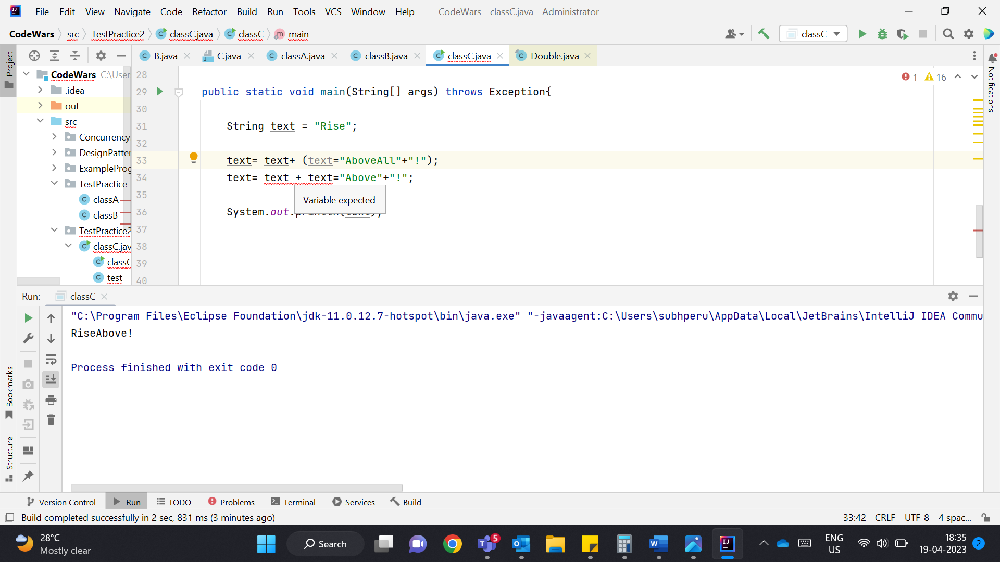 File Edit View Navigate Code Refactor Build Run Tools VCS Window Help CodeWars - classC.java - Administrator
CodeWars src TestPractice2 classC.java classC main classC
Project B.java C.java classA.java classB.java classC.java Double.java
Notifications
1 16
CodeWars C:\User
.idea
out
src
Concurrency
DesignPatter
ExampleProg
TestPractice
classA
classB
TestPractice2
classC.jav
classC
test
28
29 public static void main(String[] args) throws Exception{
30
31 String text = "Rise";
32
33 text= text+ (text="AboveAll"+"!");
34 text= text + text="Above"+"!";
35
Variable expected
36 System.out.println(text);
37
38
39
40
Run: classC
"C:\Program Files\Eclipse Foundation\jdk-11.0.12.7-hotspot\bin\java.exe" "-javaagent:C:\Users\subhperu\AppData\Local\JetBrains\IntelliJ IDEA Commu
RiseAbove!
Process finished with exit code 0
Bookmarks
Structure
Version Control Run TODO Problems Terminal Services Build
Build completed successfully in 2 sec, 831 ms (3 minutes ago) 33:42 CRLF UTF-8 4 spac...
28°C
Mostly clear
Search
5
ENG
US
18:35
19-04-2023
2